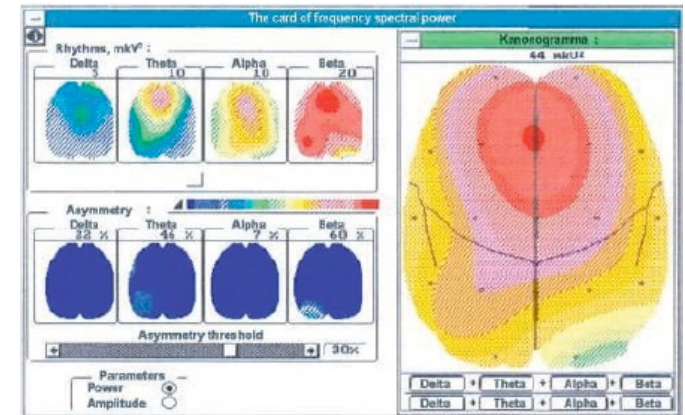 The card of frequency spectral power
Rhythms, mkV² :
Delta Theta Alpha Beta
5 10 10 20
Asymmetry :
Delta Theta Alpha Beta
22 % 46 % 7 % 60 %
Asymmetry threshold
30%
Parameters
Power
Amplitude
Kanonogramma :
44 mkU²
Delta + Theta + Alpha + Beta
Delta + Theta + Alpha + Beta